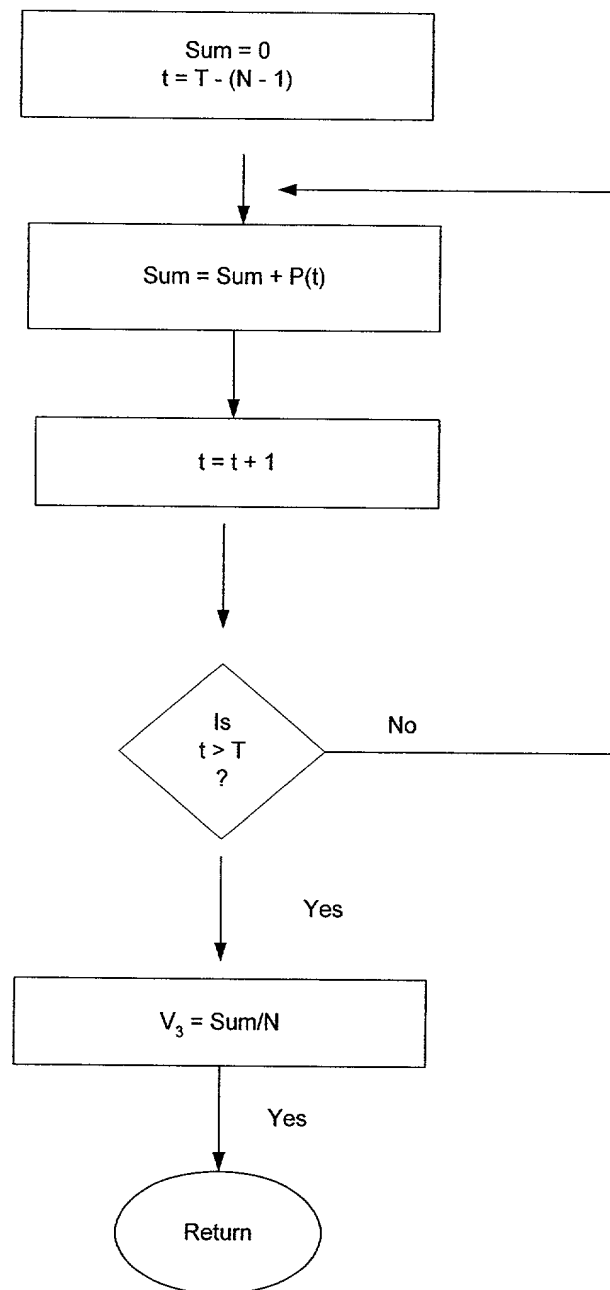 Sum = 0
t = T - (N - 1)
Sum = Sum + P(t)
t = t + 1
Is
t > T
?
No
Yes
V₃ = Sum/N
Yes
Return